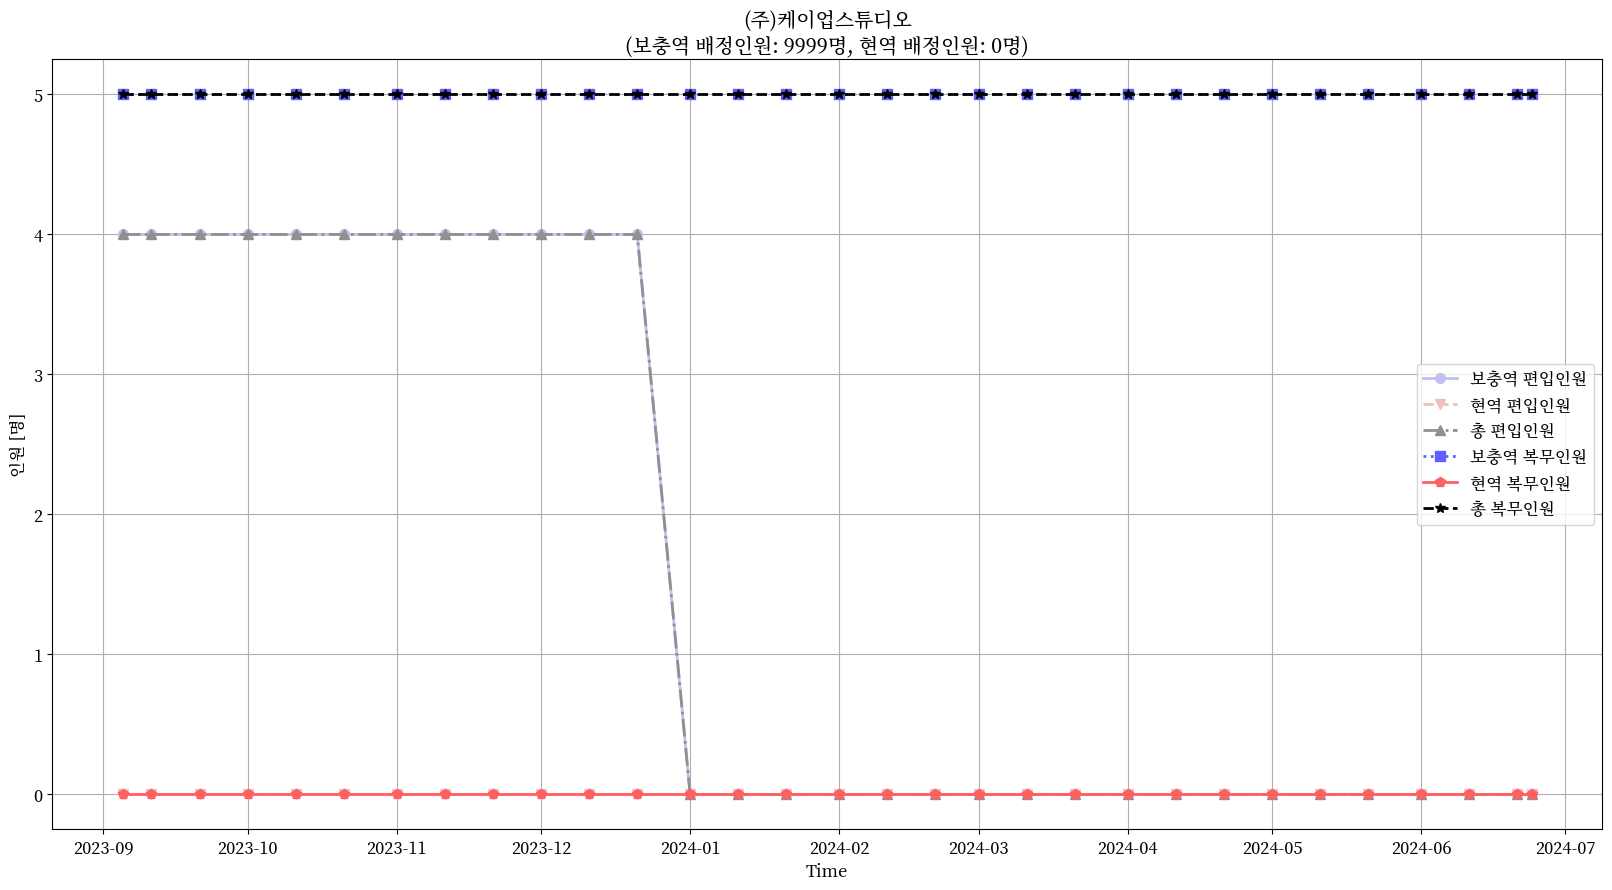 (주)케이업스튜디오
(보충역 배정인원: 9999명, 현역 배정인원: 0명)
인원 [명]
5
4
3
2
1
0
보충역 편입인원
현역 편입인원
총 편입인원
보충역 복무인원
현역 복무인원
총 복무인원
2023-09
2023-10
2023-11
2023-12
2024-01
2024-02
2024-03
2024-04
2024-05
2024-06
2024-07
Time